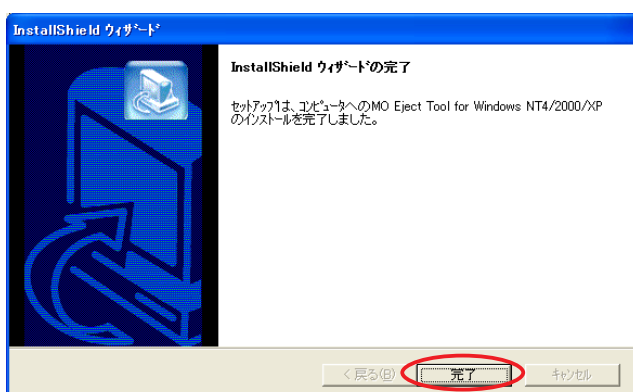 InstallShield ウィザード
InstallShield ウィザードの完了
セットアップは、コンピュータへのMO Eject Tool for Windows NT4/2000/XP
のインストールを完了しました。
< 戻る(B)
完了
キャンセル